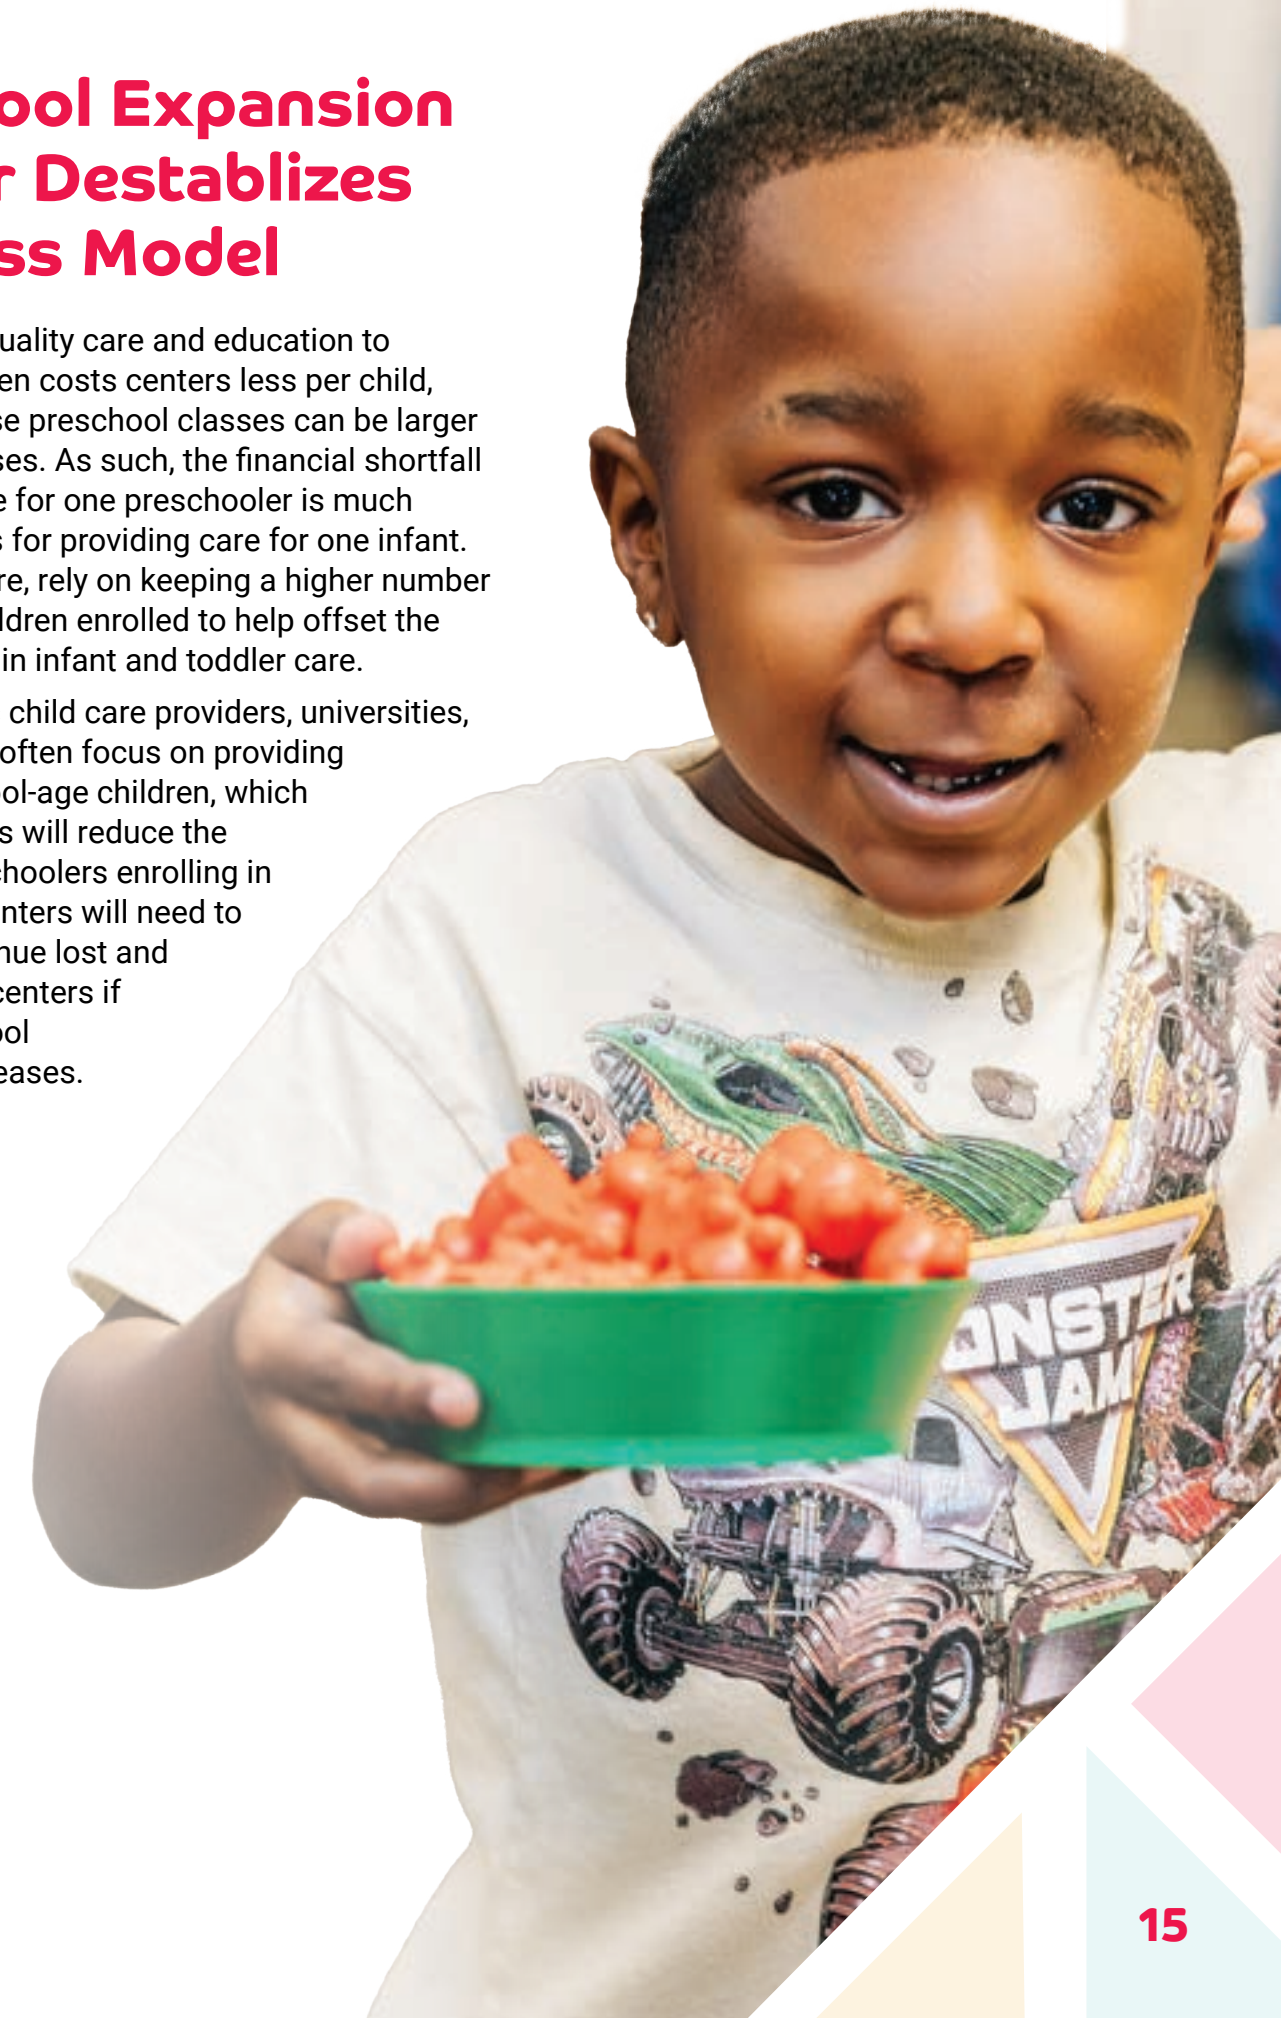 ool Expansion
r Destablizes
ss Model
uality care and education to
en costs centers less per child,
se preschool classes can be larger
ses. As such, the financial shortfall
e for one preschooler is much
s for providing care for one infant.
re, rely on keeping a higher number
ldren enrolled to help offset the
in infant and toddler care.
child care providers, universities,
often focus on providing
ol-age children, which
s will reduce the
choolers enrolling in
nters will need to
nue lost and
centers if
ol
eases.
ONSTER
JAM
15